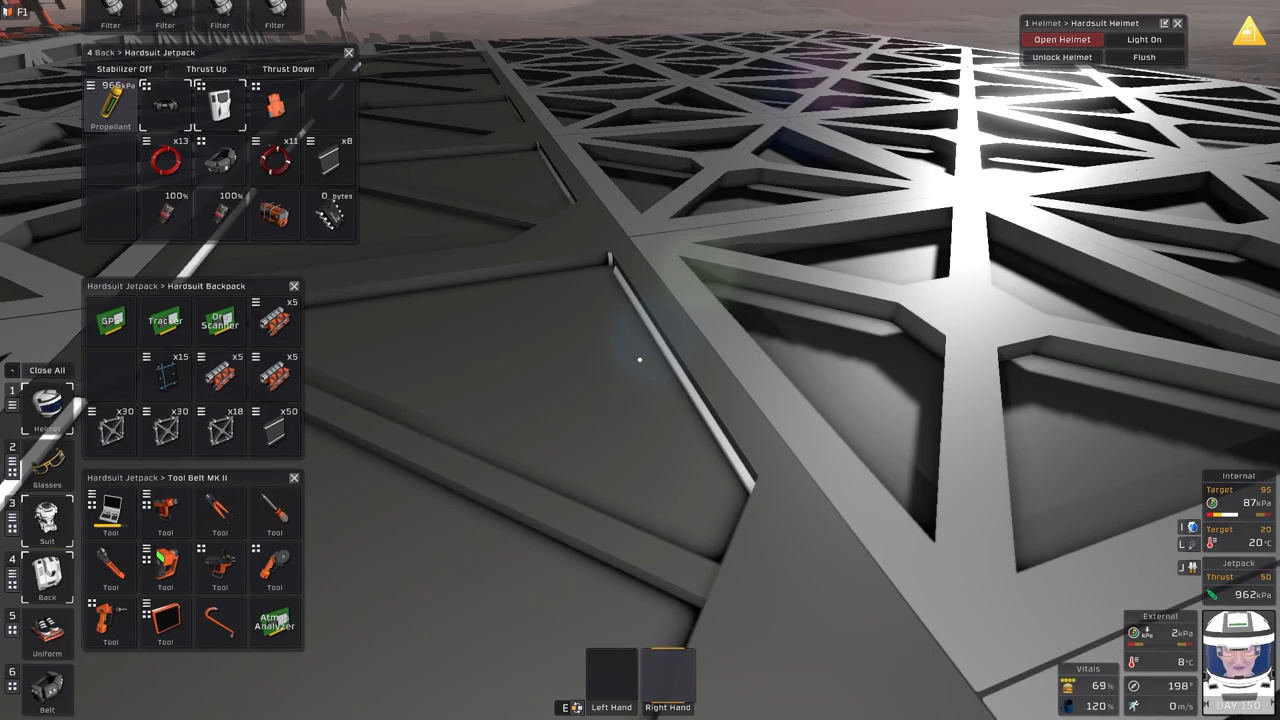 F1
Filter
Filter
Filter
Filter
4 Back > Hardsuit Jetpack
Stabilizer Off
Thrust Up
Thrust Down
965kPa
Propellant
x13
x11
x8
100%
100%
0 bytes
Hardsuit Jetpack > Hardsuit Backpack
GPS
Tracker
Ore
Scanner
x5
x15
x5
x5
x30
x30
x18
x50
Hardsuit Jetpack > Tool Belt MK II
Tool
Tool
Tool
Tool
Tool
Tool
Tool
Tool
Tool
Tool
Atmos
Analyzer
- Close All
1
Helmet
2
Glasses
3
Suit
4
Back
5
Uniform
6
Belt
1 Helmet > Hardsuit Helmet
Open Helmet
Light On
Unlock Helmet
Flush
E
Left Hand
Right Hand
Internal
Target 95
87kPa
Target 20
20°C
I
L
J
Jetpack
Thrust 50
962kPa
External
kPa
2kPa
8°C
198°
0m/s
Vitals
69%
120%
DAY 150